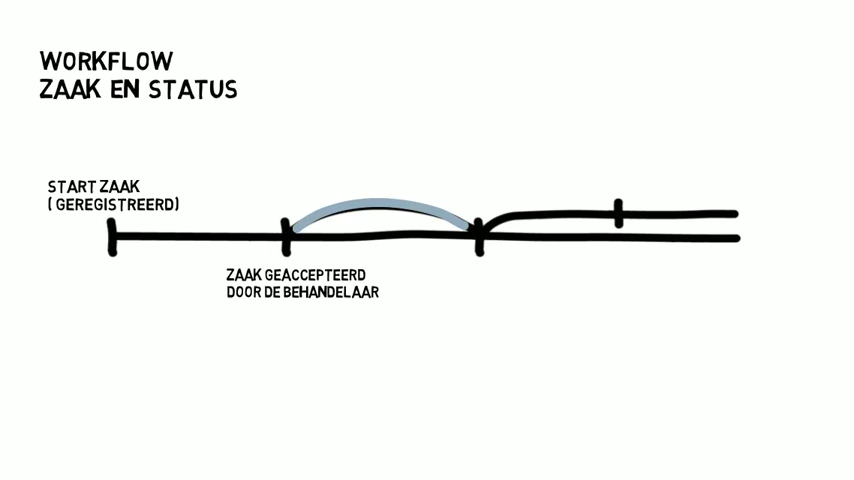 WORKFLOW
ZAAK EN STATUS
START ZAAK
( GEREGISTREERD)
ZAAK GEACCEPTEERD
DOOR DE BEHANDELAAR